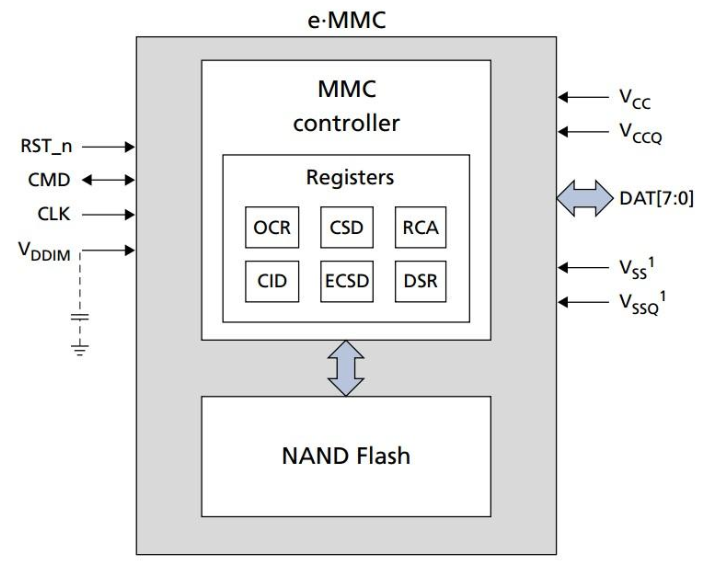 e·MMC
MMC
controller
Registers
OCR CSD RCA
CID ECSD DSR
NAND Flash
RST_n
CMD
CLK
VDDIM
VCC
VCCQ
DAT[7:0]
VSS1
VSSQ1